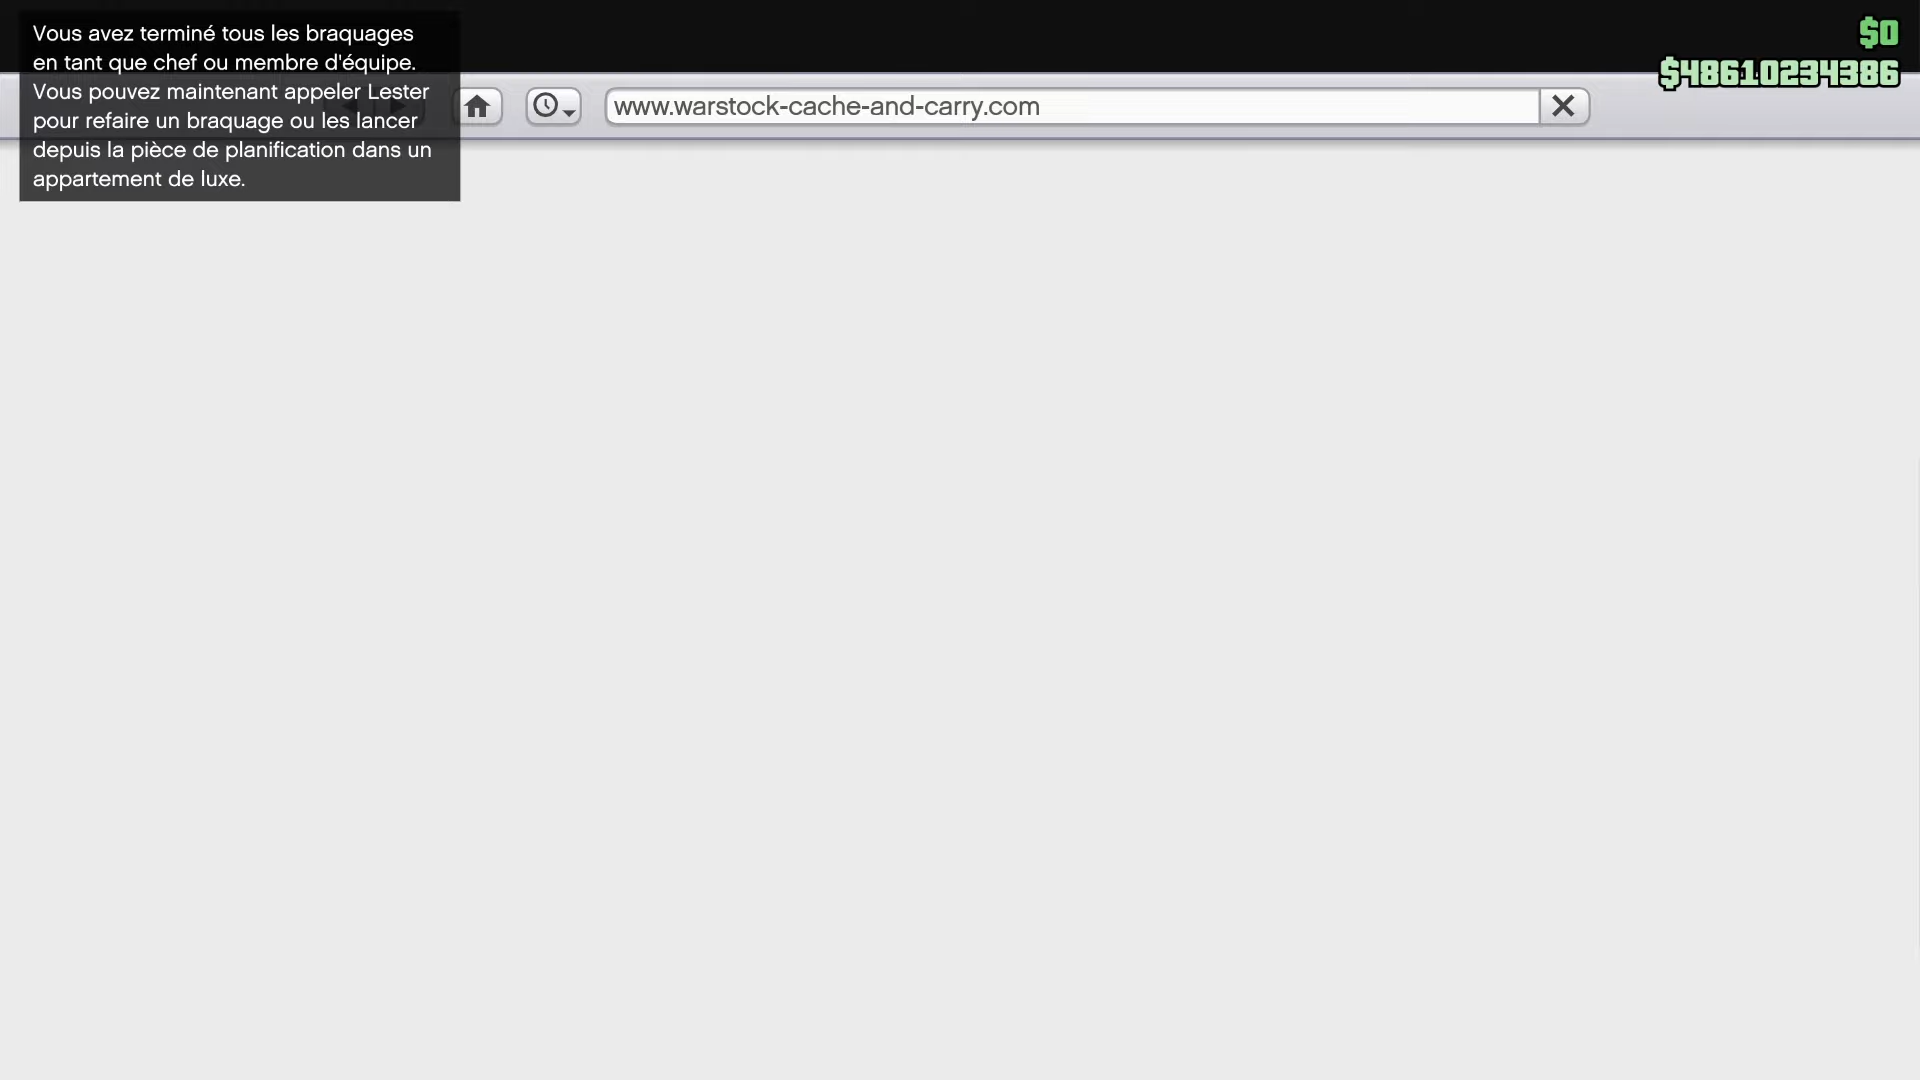 Vous avez terminé tous les braquages
en tant que chef ou membre d'équipe.
Vous pouvez maintenant appeler Lester
pour refaire un braquage ou les lancer
depuis la pièce de planification dans un
appartement de luxe.
$0
$48610234386
www.warstock-cache-and-carry.com